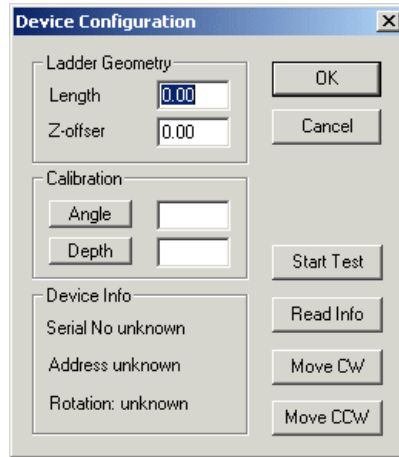 Device Configuration
Ladder Geometry
Length 0.00
Z-offser 0.00
OK
Cancel
Calibration
Angle
Depth
Start Test
Read Info
Move CW
Move CCW
Device Info
Serial No unknown
Address unknown
Rotation: unknown